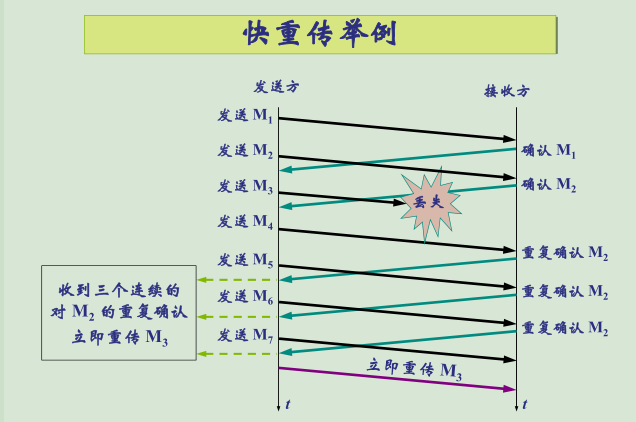 快重传举例
发送方
接收方
发送 M1
确认 M1
发送 M2
确认 M2
发送 M3
丢失
发送 M4
重复确认 M2
发送 M5
收到三个连续的
对 M2 的重复确认
立即重传 M3
重复确认 M2
发送 M6
重复确认 M2
发送 M7
立即重传 M3
t
t